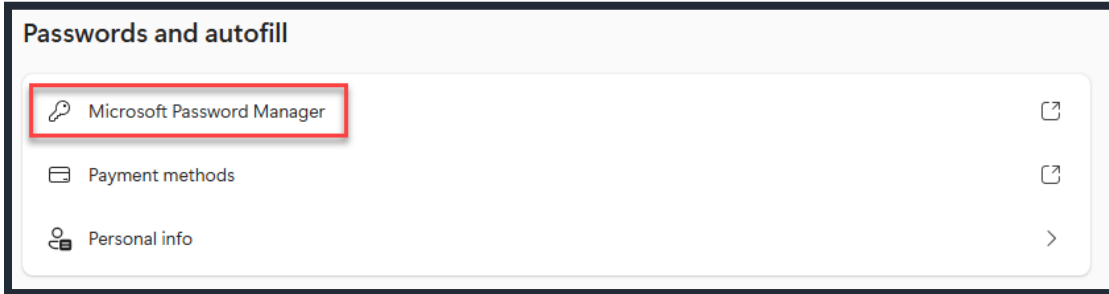 Passwords and autofill
Microsoft Password Manager
Payment methods
Personal info